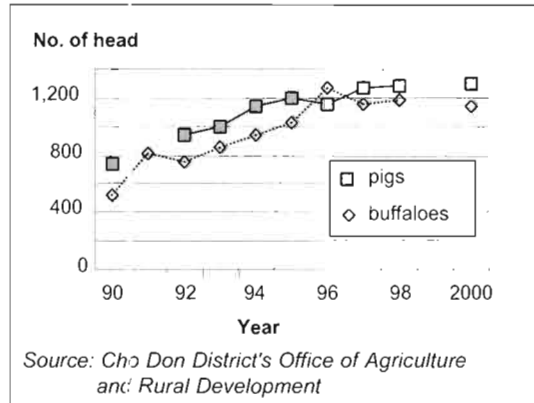 No. of head
1,200
800
400
0
pigs
buffaloes
90 92 94 96 98 2000
Year
Source: Cho Don District's Office of Agriculture
and Rural Development